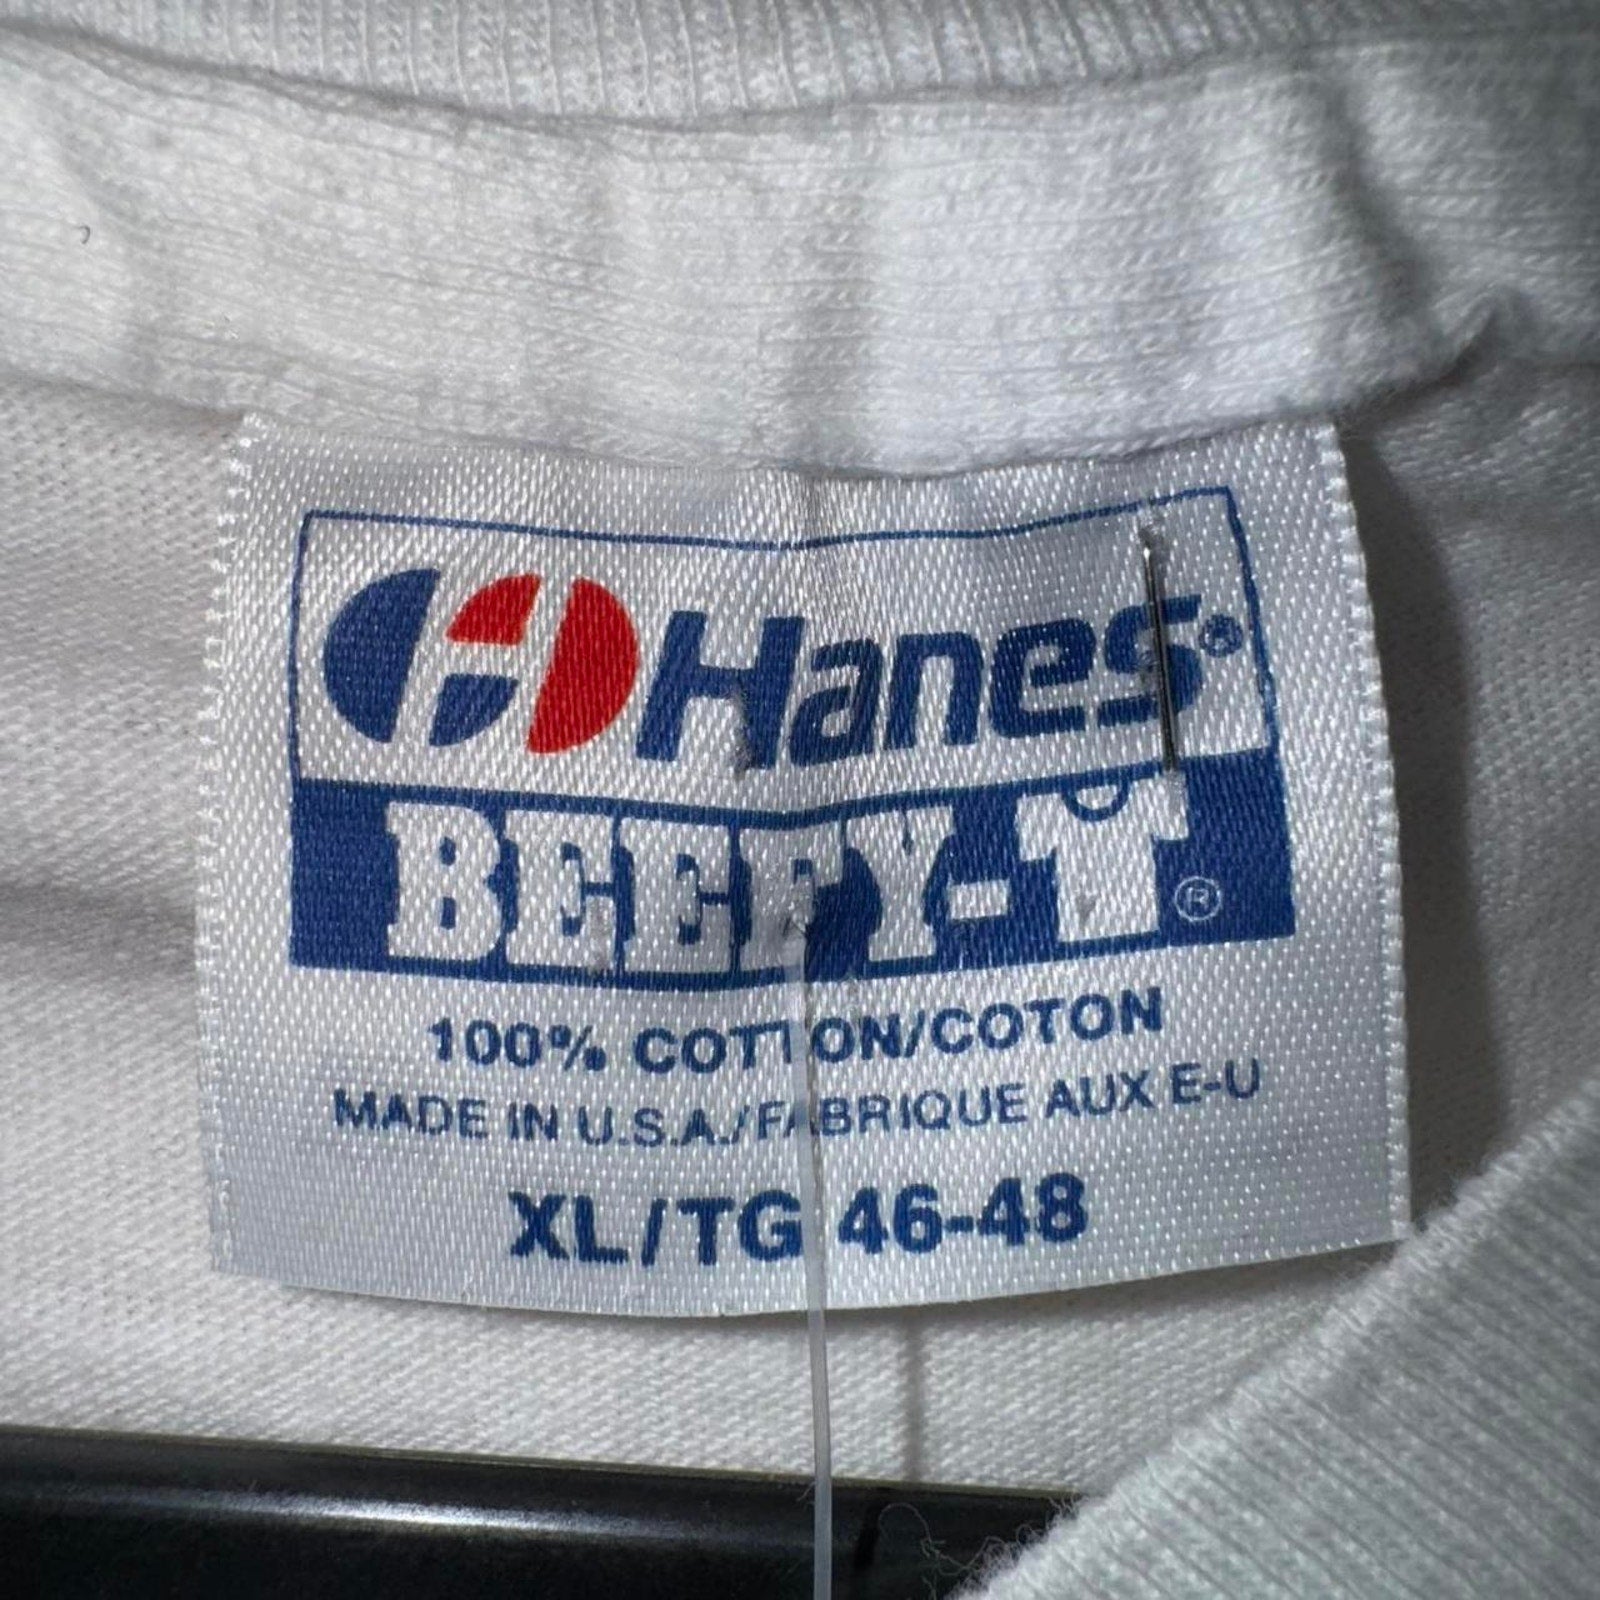 Hanes®
BEEFY-T®
100% COTTON/COTON
MADE IN U.S.A./FABRIQUE AUX E-U
XL/TG 46-48